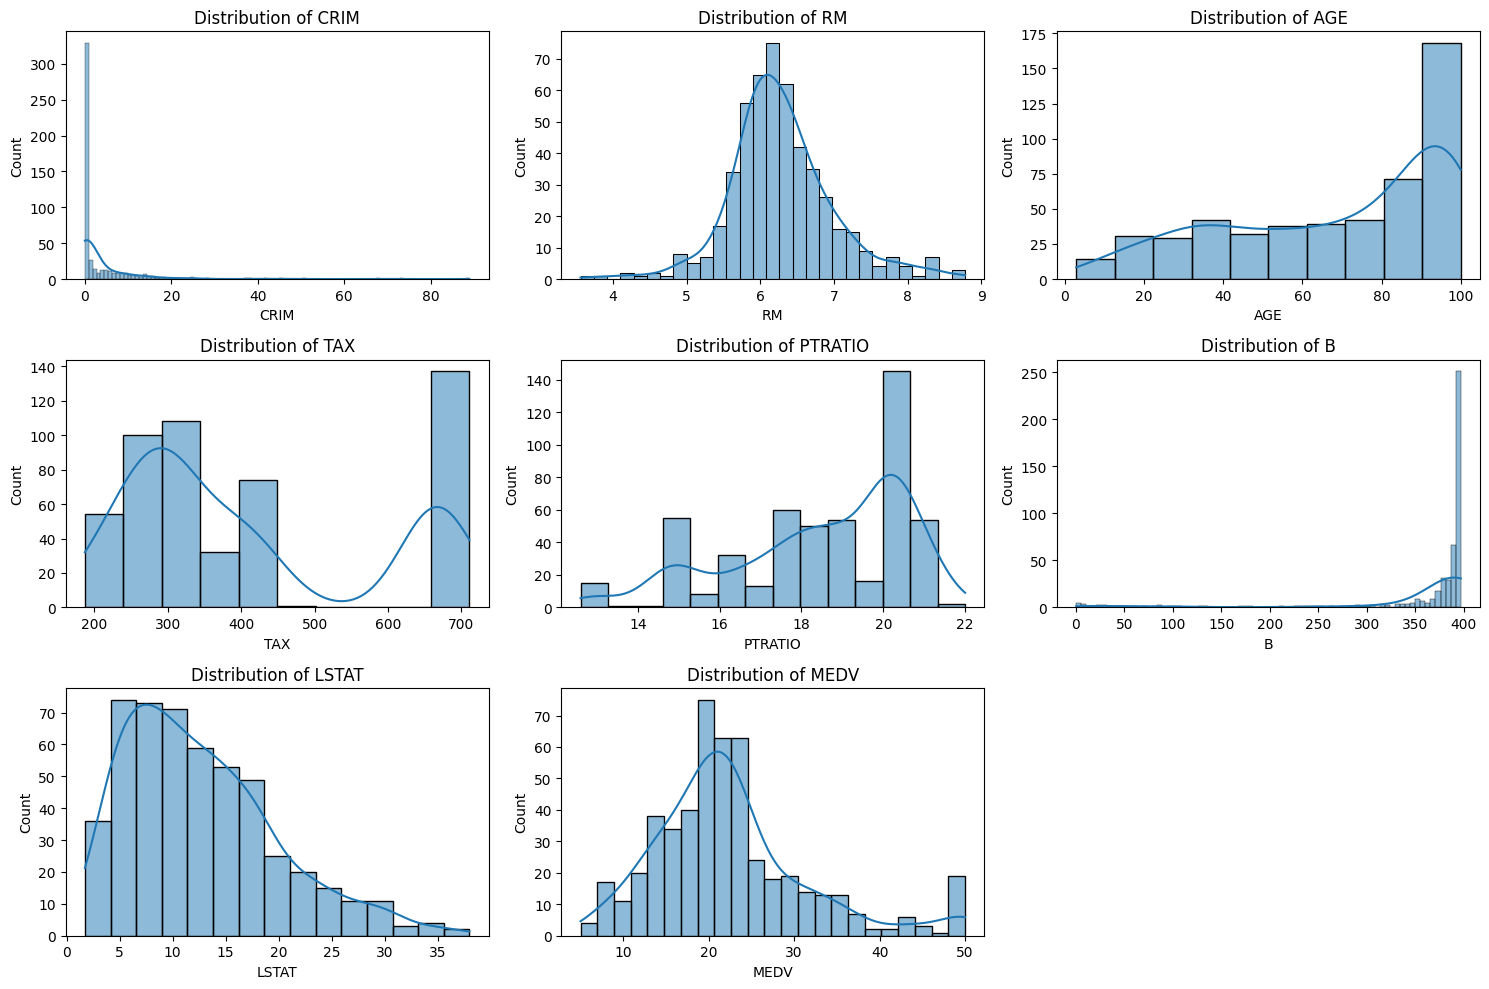 Distribution of CRIM
Count
300
250
200
150
100
50
0
0 20 40 60 80
CRIM
Distribution of RM
Count
70
60
50
40
30
20
10
0
4 5 6 7 8 9
RM
Distribution of AGE
Count
175
150
125
100
75
50
25
0
0 20 40 60 80 100
AGE
Distribution of TAX
Count
140
120
100
80
60
40
20
0
200 300 400 500 600 700
TAX
Distribution of PTRATIO
Count
140
120
100
80
60
40
20
0
14 16 18 20 22
PTRATIO
Distribution of B
Count
250
200
150
100
50
0
0 50 100 150 200 250 300 350 400
B
Distribution of LSTAT
Count
70
60
50
40
30
20
10
0
0 5 10 15 20 25 30 35
LSTAT
Distribution of MEDV
Count
70
60
50
40
30
20
10
0
10 20 30 40 50
MEDV